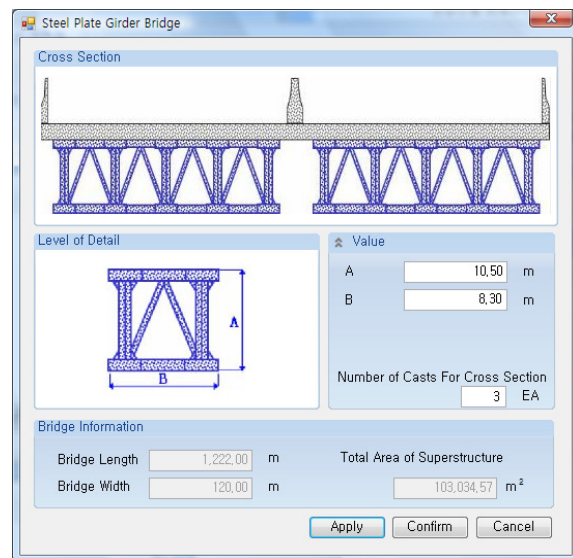 Steel Plate Girder Bridge
Cross Section
Level of Detail
A
B
Value
A 10,50 m
B 8,30 m
Number of Casts For Cross Section
3 EA
Bridge Information
Bridge Length 1,222,00 m
Total Area of Superstructure
Bridge Width 120,00 m
103,034,57 m²
Apply Confirm Cancel